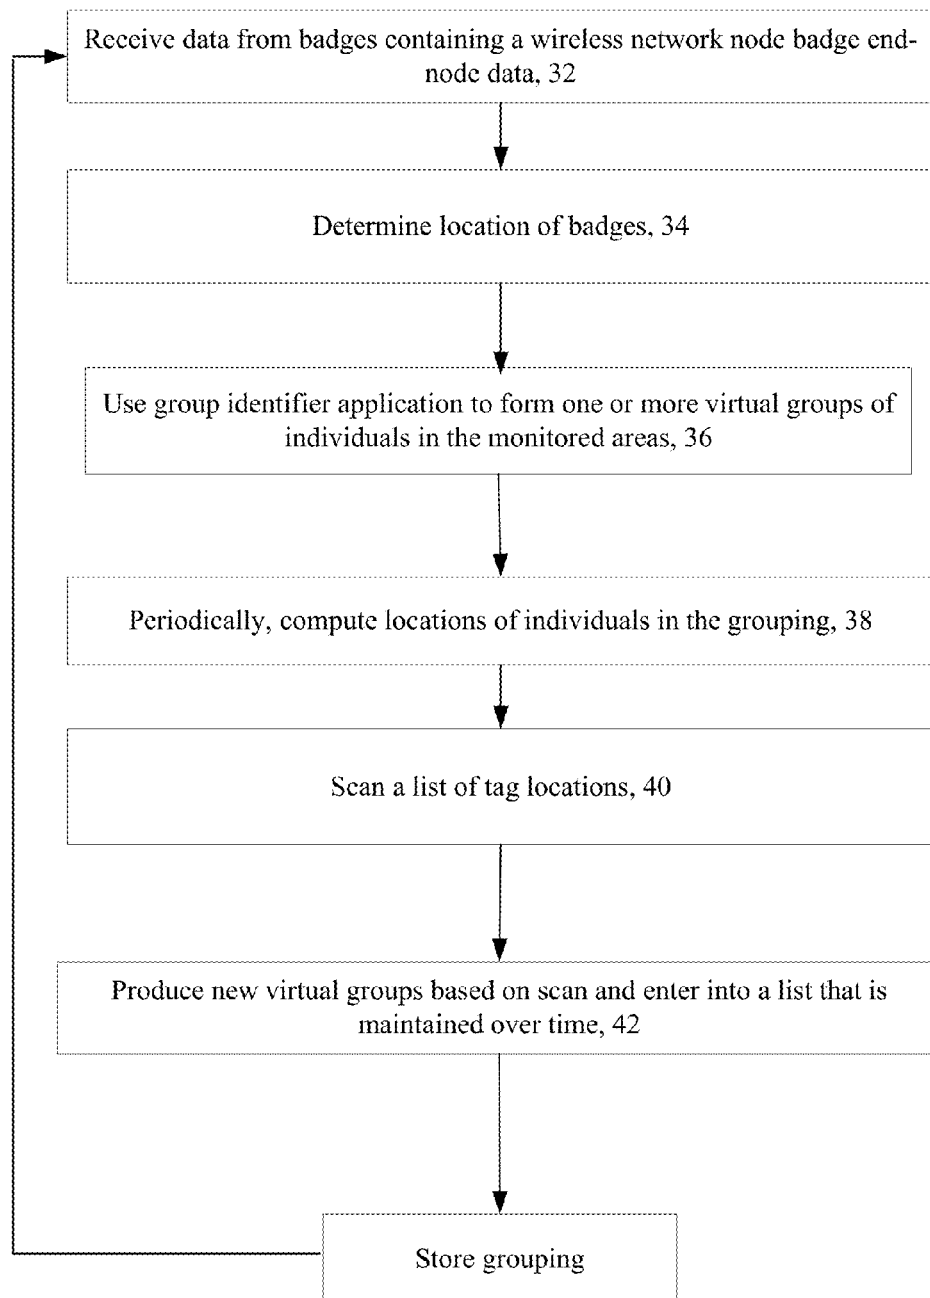 Receive data from badges containing a wireless network node badge end-
node data, 32
Determine location of badges, 34
Use group identifier application to form one or more virtual groups of
individuals in the monitored areas, 36
Periodically, compute locations of individuals in the grouping, 38
Scan a list of tag locations, 40
Produce new virtual groups based on scan and enter into a list that is
maintained over time, 42
Store grouping